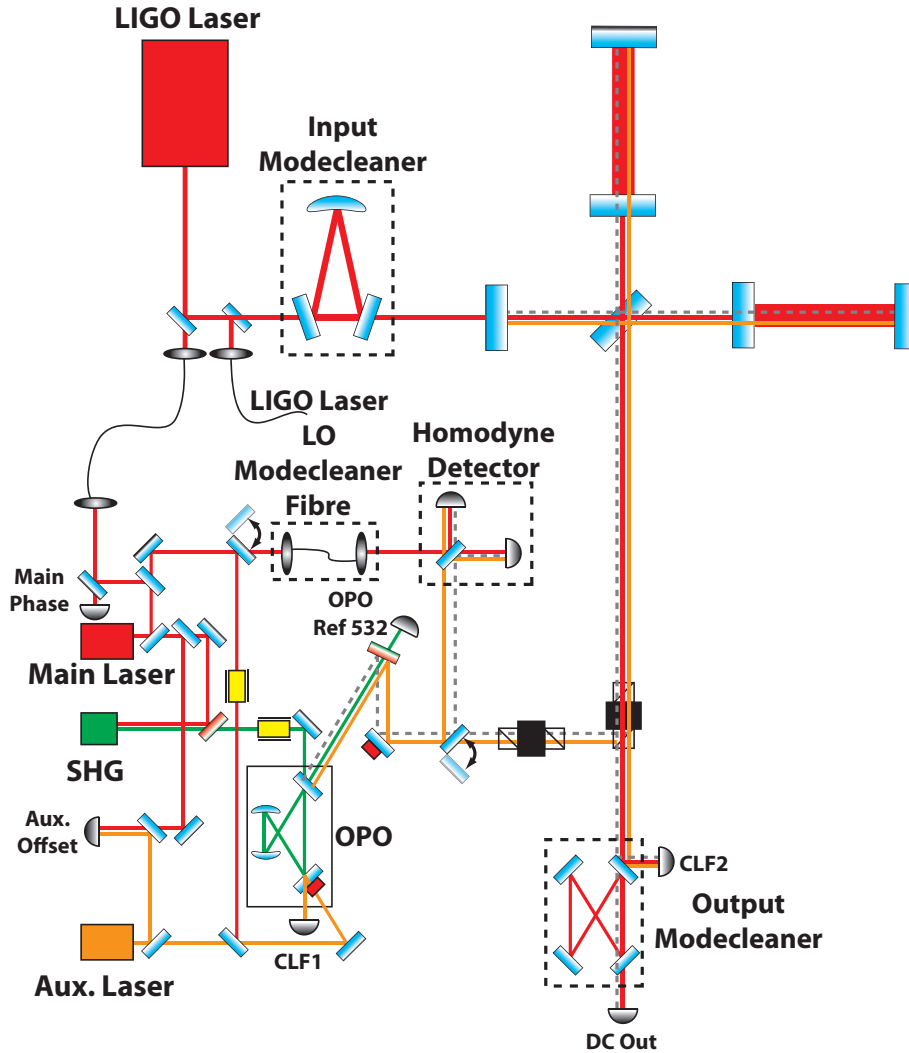 LIGO Laser
Input
Modecleaner
LIGO Laser
LO
Modecleaner
Fibre
Homodyne
Detector
Main
Phase
OPO
Ref 532
Main Laser
SHG
Aux.
Offset
OPO
CLF2
Output
Modecleaner
CLF1
Aux. Laser
DC Out